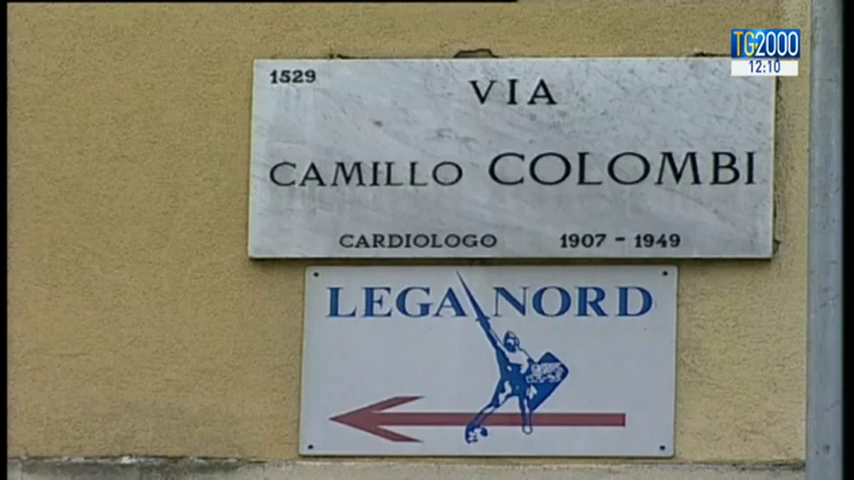 TG2000
12:10
1529
VIA
CAMILLO COLOMBI
CARDIOLOGO 1907 - 1949
LEGA NORD